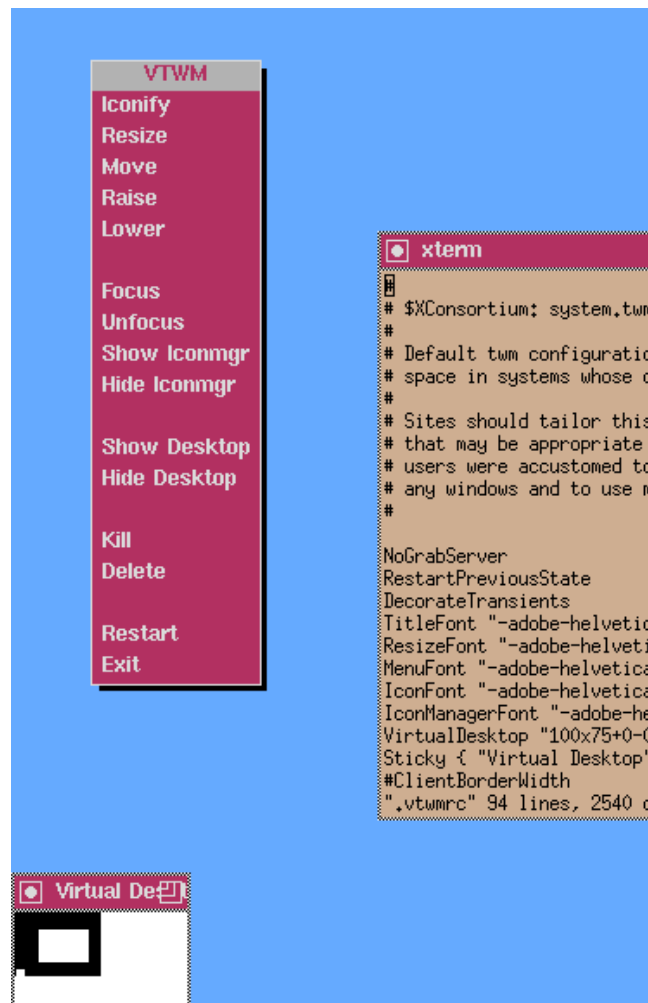 VTWM
Iconify
Resize
Move
Raise
Lower
Focus
Unfocus
Show Iconmgr
Hide Iconmgr
Show Desktop
Hide Desktop
Kill
Delete
Restart
Exit
xterm
#
# $XConsortium: system.twm
#
# Default twm configuratio
# space in systems whose
#
# Sites should tailor this
# that may be appropriate
# users were accustomed to
# any windows and to use
#
NoGrabServer
RestartPreviousState
DecorateTransients
TitleFont "-adobe-helvetic
ResizeFont "-adobe-helveti
MenuFont "-adobe-helvetica
IconFont "-adobe-helvetica
IconManagerFont "-adobe-he
VirtualDesktop "100x75+0-0
Sticky { "Virtual Desktop"
#ClientBorderWidth
".vtwmrc" 94 lines, 2540
Virtual De